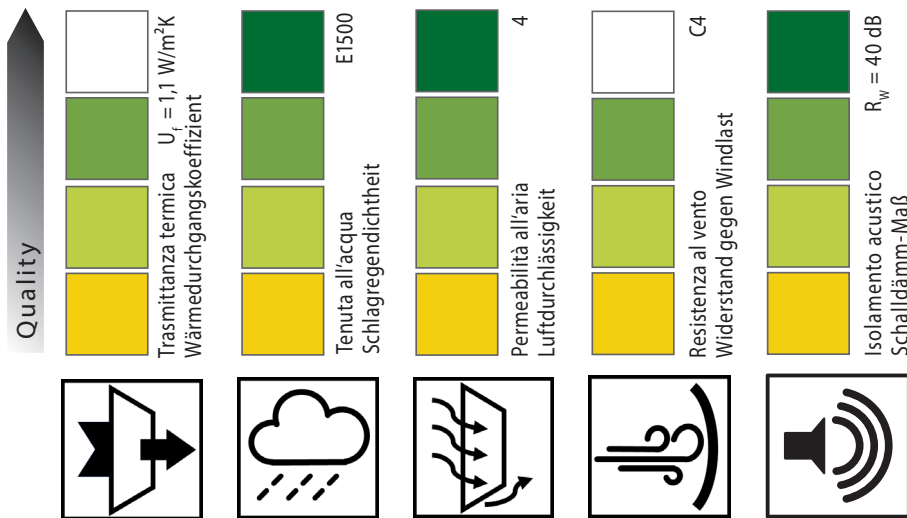 Quality
Trasmittanza termica
Wärmedurchgangskoeffizient
U_f = 1,1 W/m²K
Tenuta all'acqua
Schlagregendichtheit
E1500
Permeabilità all'aria
Luftdurchlässigkeit
4
Resistenza al vento
Widerstand gegen Windlast
C4
Isolamento acustico
Schalldämm-Maß
R_w = 40 dB